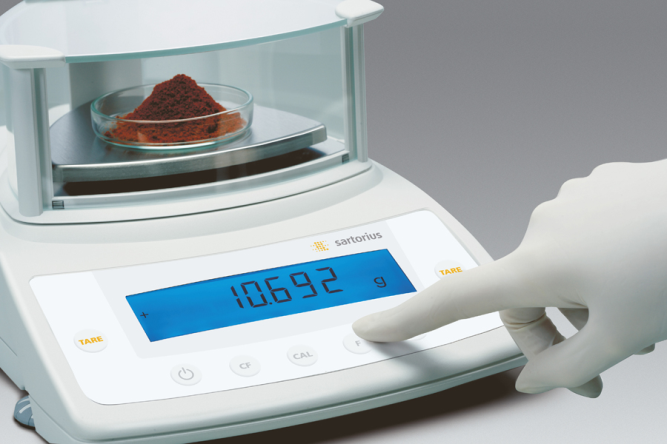 sartorius
+ 10.692 g
TARE
TARE
CF
CAL